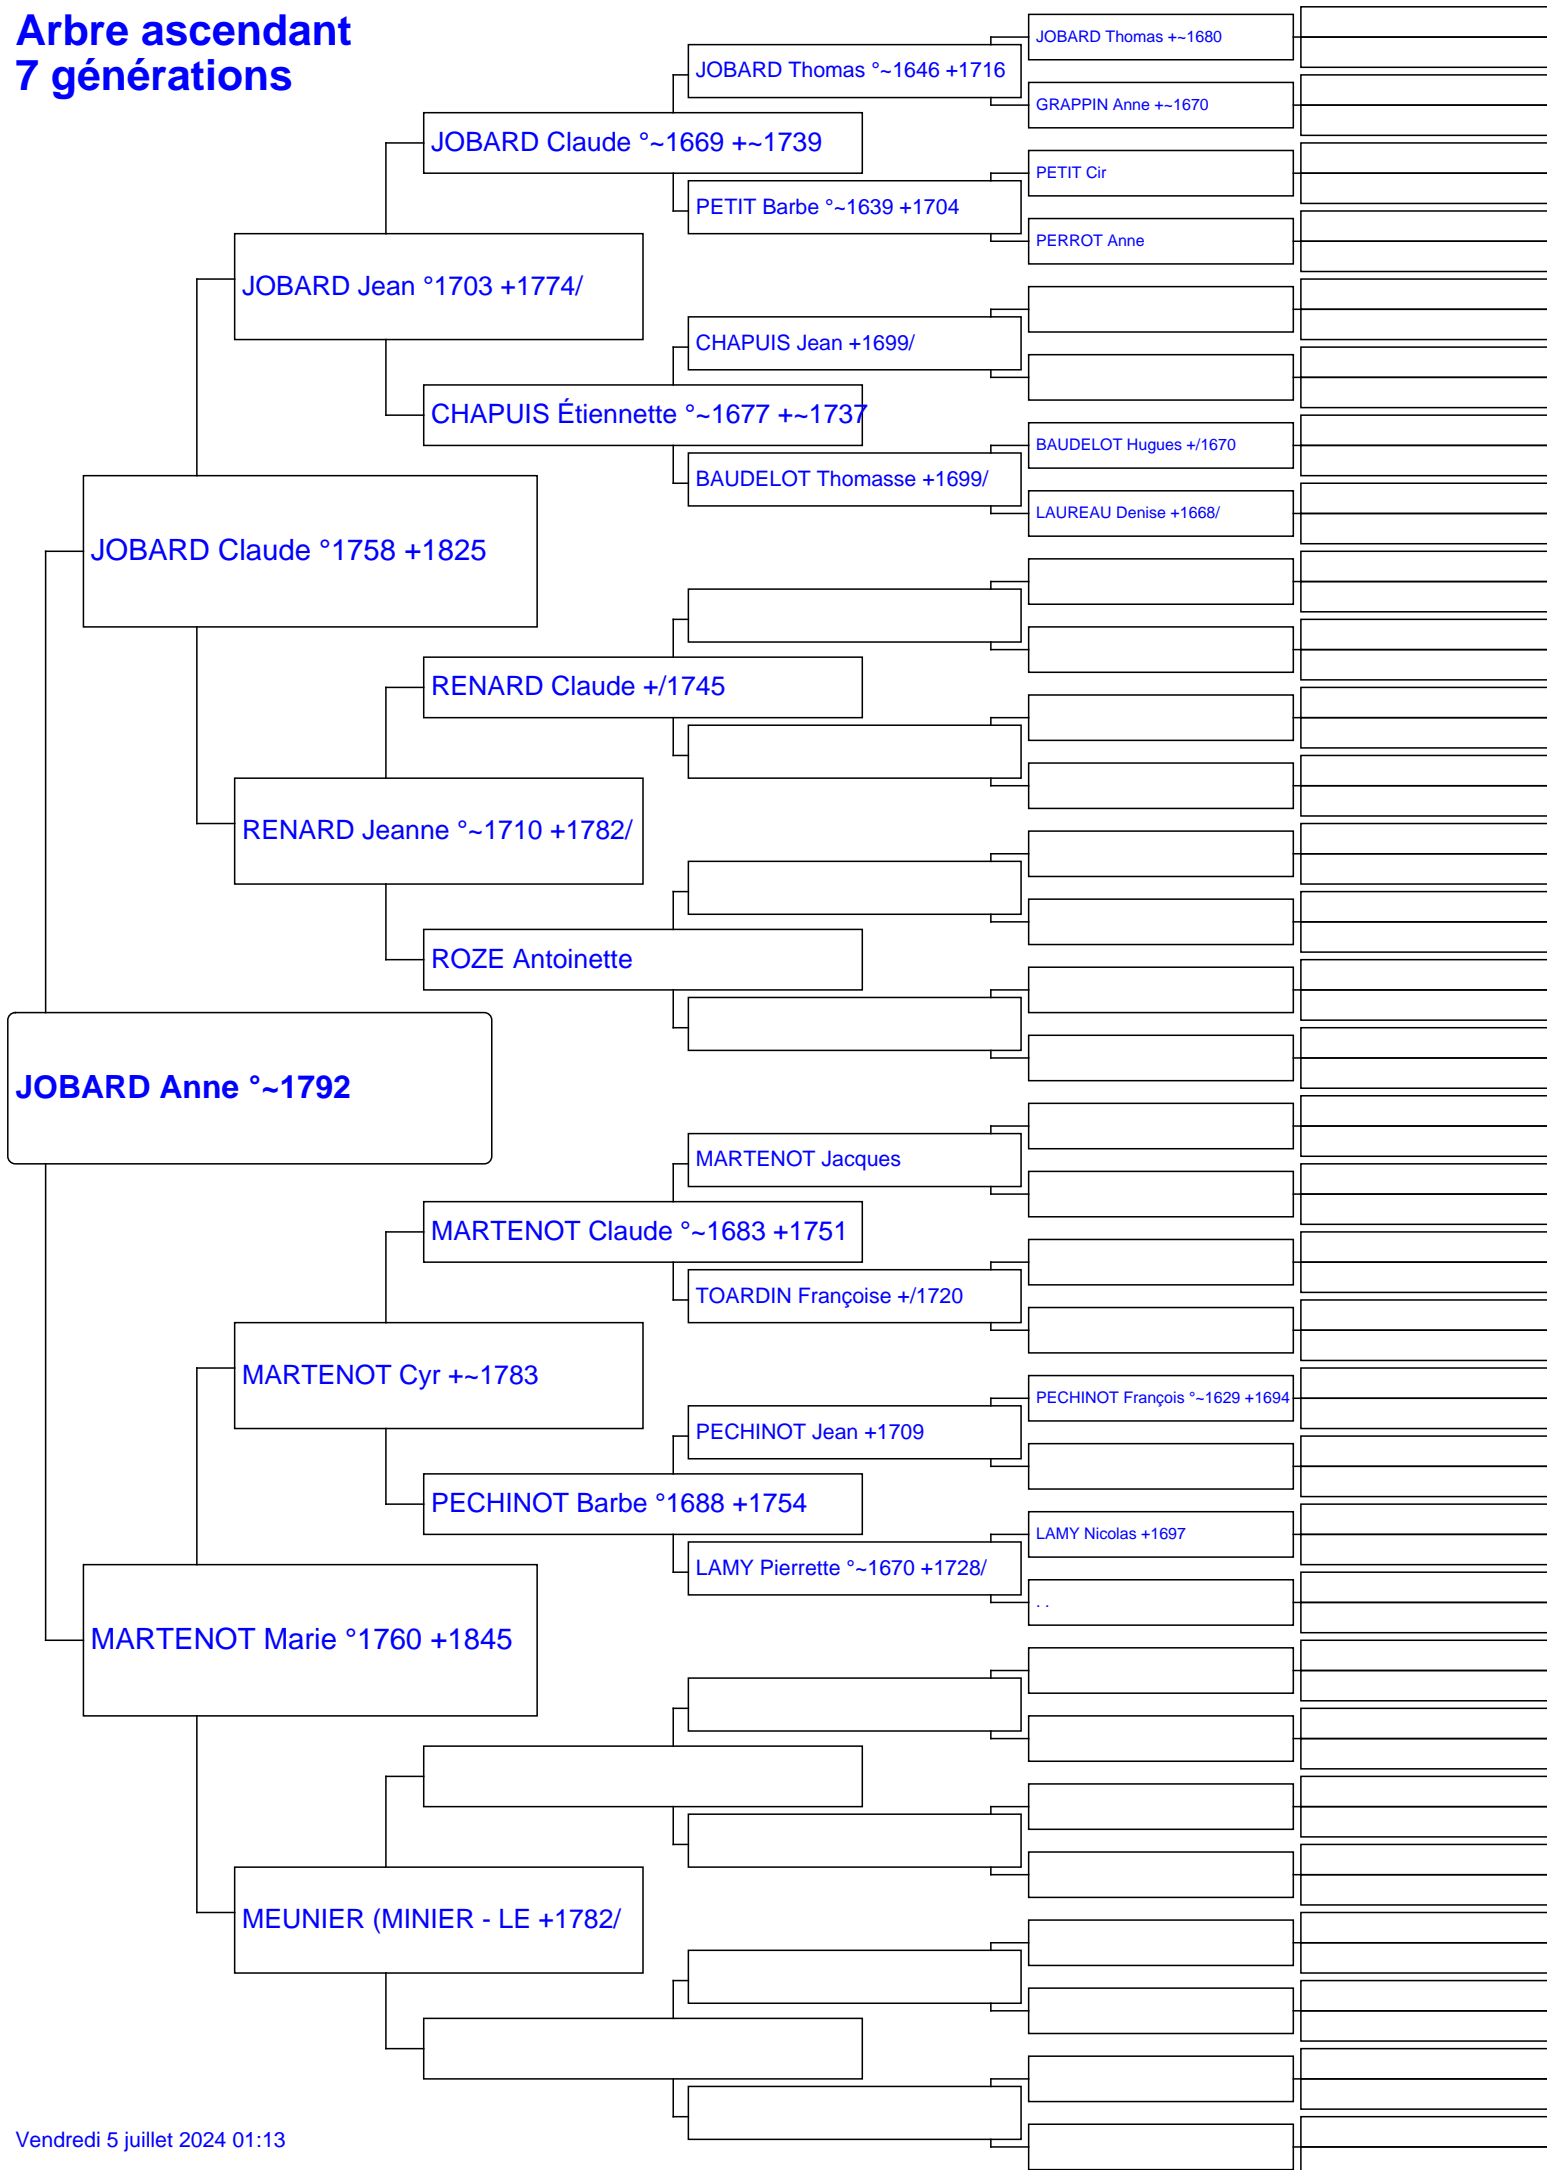 Arbre ascendant
7 générations
JOBARD Thomas +~1680
JOBARD Thomas °~1646 +1716
GRAPPIN Anne +~1670
JOBARD Claude °~1669 +~1739
PETIT Cir
PETIT Barbe °~1639 +1704
PERROT Anne
JOBARD Jean °1703 +1774/
CHAPUIS Jean +1699/
CHAPUIS Étiennette °~1677 +~1737
BAUDELOT Hugues +/1670
BAUDELOT Thomasse +1699/
LAUREAU Denise +1668/
JOBARD Claude °1758 +1825
RENARD Claude +/1745
RENARD Jeanne °~1710 +1782/
ROZE Antoinette
JOBARD Anne °~1792
MARTENOT Jacques
MARTENOT Claude °~1683 +1751
TOARDIN Françoise +/1720
MARTENOT Cyr +~1783
PECHINOT François °~1629 +1694
PECHINOT Jean +1709
PECHINOT Barbe °1688 +1754
LAMY Nicolas +1697
LAMY Pierrette °~1670 +1728/
. .
MARTENOT Marie °1760 +1845
MEUNIER (MINIER - LE +1782/
Vendredi 5 juillet 2024 01:13